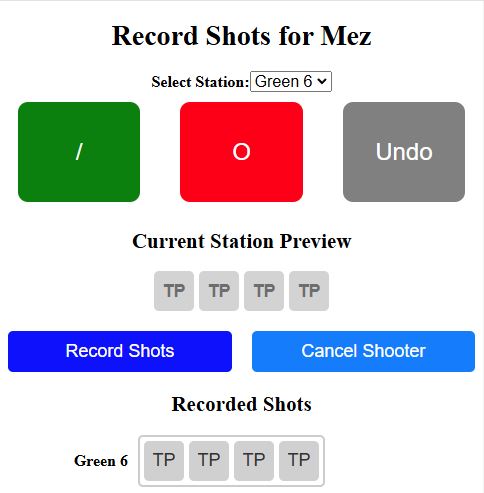 Record Shots for Mez
Select Station: Green 6
/ O Undo
Current Station Preview
TP TP TP TP
Record Shots Cancel Shooter
Recorded Shots
Green 6 TP TP TP TP